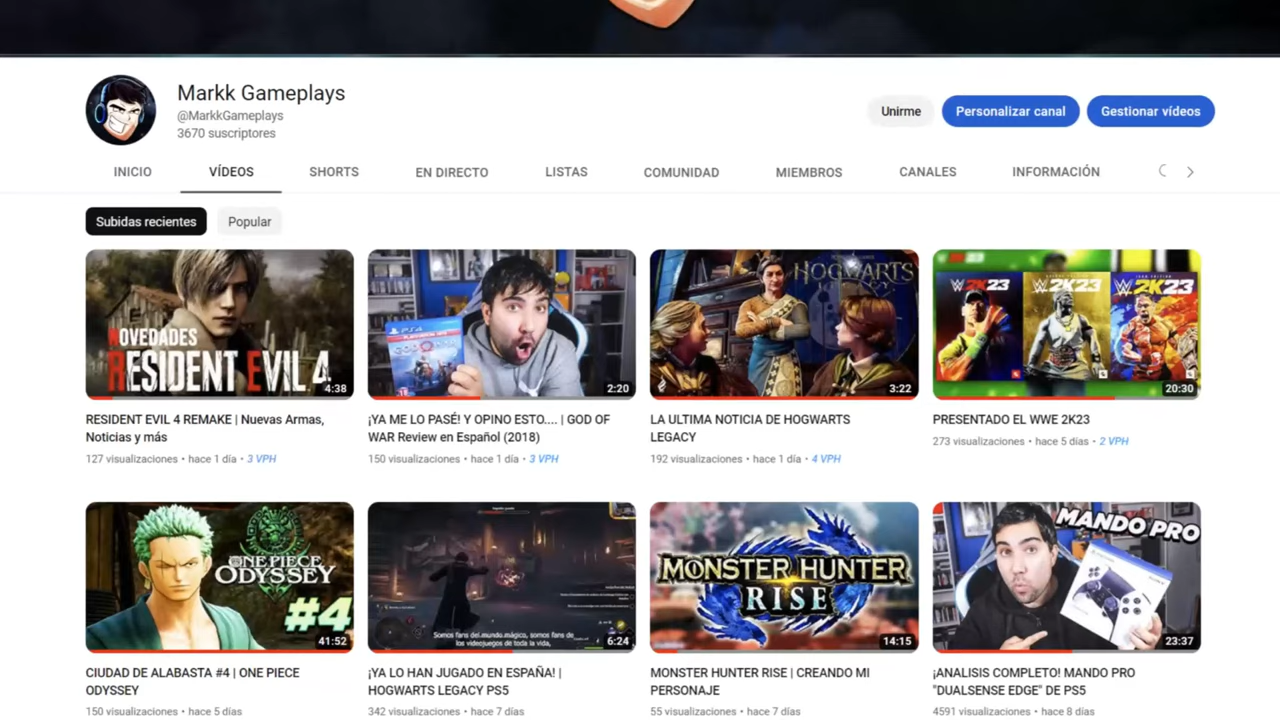 Markk Gameplays
@MarkkGameplays
3670 suscriptores
Unirme
Personalizar canal
Gestionar vídeos
INICIO
VÍDEOS
SHORTS
EN DIRECTO
LISTAS
COMUNIDAD
MIEMBROS
CANALES
INFORMACIÓN
Subidas recientes
Popular
NOVEDADES
RESIDENT EVIL 4
4:38
PS4
GOD OF WAR
2:20
HOGWARTS
LEGACY
3:22
2K23
W2K23
W2K23
W2K23
20:30
RESIDENT EVIL 4 REMAKE | Nuevas Armas,
Noticias y más
127 visualizaciones • hace 1 día • 3 VPH
¡YA ME LO PASÉ! Y OPINO ESTO.... | GOD OF
WAR Review en Español (2018)
150 visualizaciones • hace 1 día • 3 VPH
LA ULTIMA NOTICIA DE HOGWARTS
LEGACY
192 visualizaciones • hace 1 día • 4 VPH
PRESENTADO EL WWE 2K23
273 visualizaciones • hace 5 días • 2 VPH
ONE PIECE
ODYSSEY
#4
41:52
Somos fans del mundo mágico, somos fans de
los videojuegos de toda la vida,
6:24
MONSTER HUNTER
RISE
14:15
MANDO PRO
23:37
CIUDAD DE ALABASTA #4 | ONE PIECE
ODYSSEY
150 visualizaciones • hace 5 días
¡YA LO HAN JUGADO EN ESPAÑA! |
HOGWARTS LEGACY PS5
342 visualizaciones • hace 7 días
MONSTER HUNTER RISE | CREANDO MI
PERSONAJE
55 visualizaciones • hace 7 días
¡ANALISIS COMPLETO! MANDO PRO
"DUALSENSE EDGE" DE PS5
4591 visualizaciones • hace 8 días